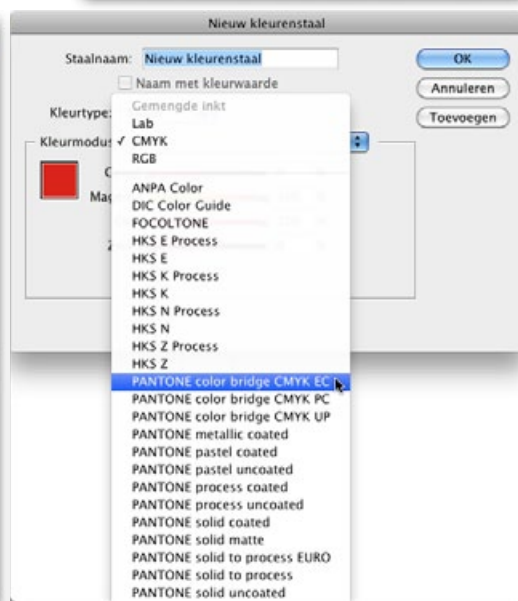 Nieuw kleurenstaal
Staalnaam: Nieuw kleurenstaal
OK
Naam met kleurwaarde
Annuleren
Kleurtype:
Gemengde inkt
Toevoegen
Lab
Kleurmodus
✓ CMYK
RGB
C
ANPA Color
Mag
DIC Color Guide
FOCOLTONE
HKS E Process
HKS E
HKS K Process
HKS K
HKS N Process
HKS N
HKS Z Process
HKS Z
PANTONE color bridge CMYK EC
PANTONE color bridge CMYK PC
PANTONE color bridge CMYK UP
PANTONE metallic coated
PANTONE pastel coated
PANTONE pastel uncoated
PANTONE process coated
PANTONE process uncoated
PANTONE solid coated
PANTONE solid matte
PANTONE solid to process EURO
PANTONE solid to process
PANTONE solid uncoated